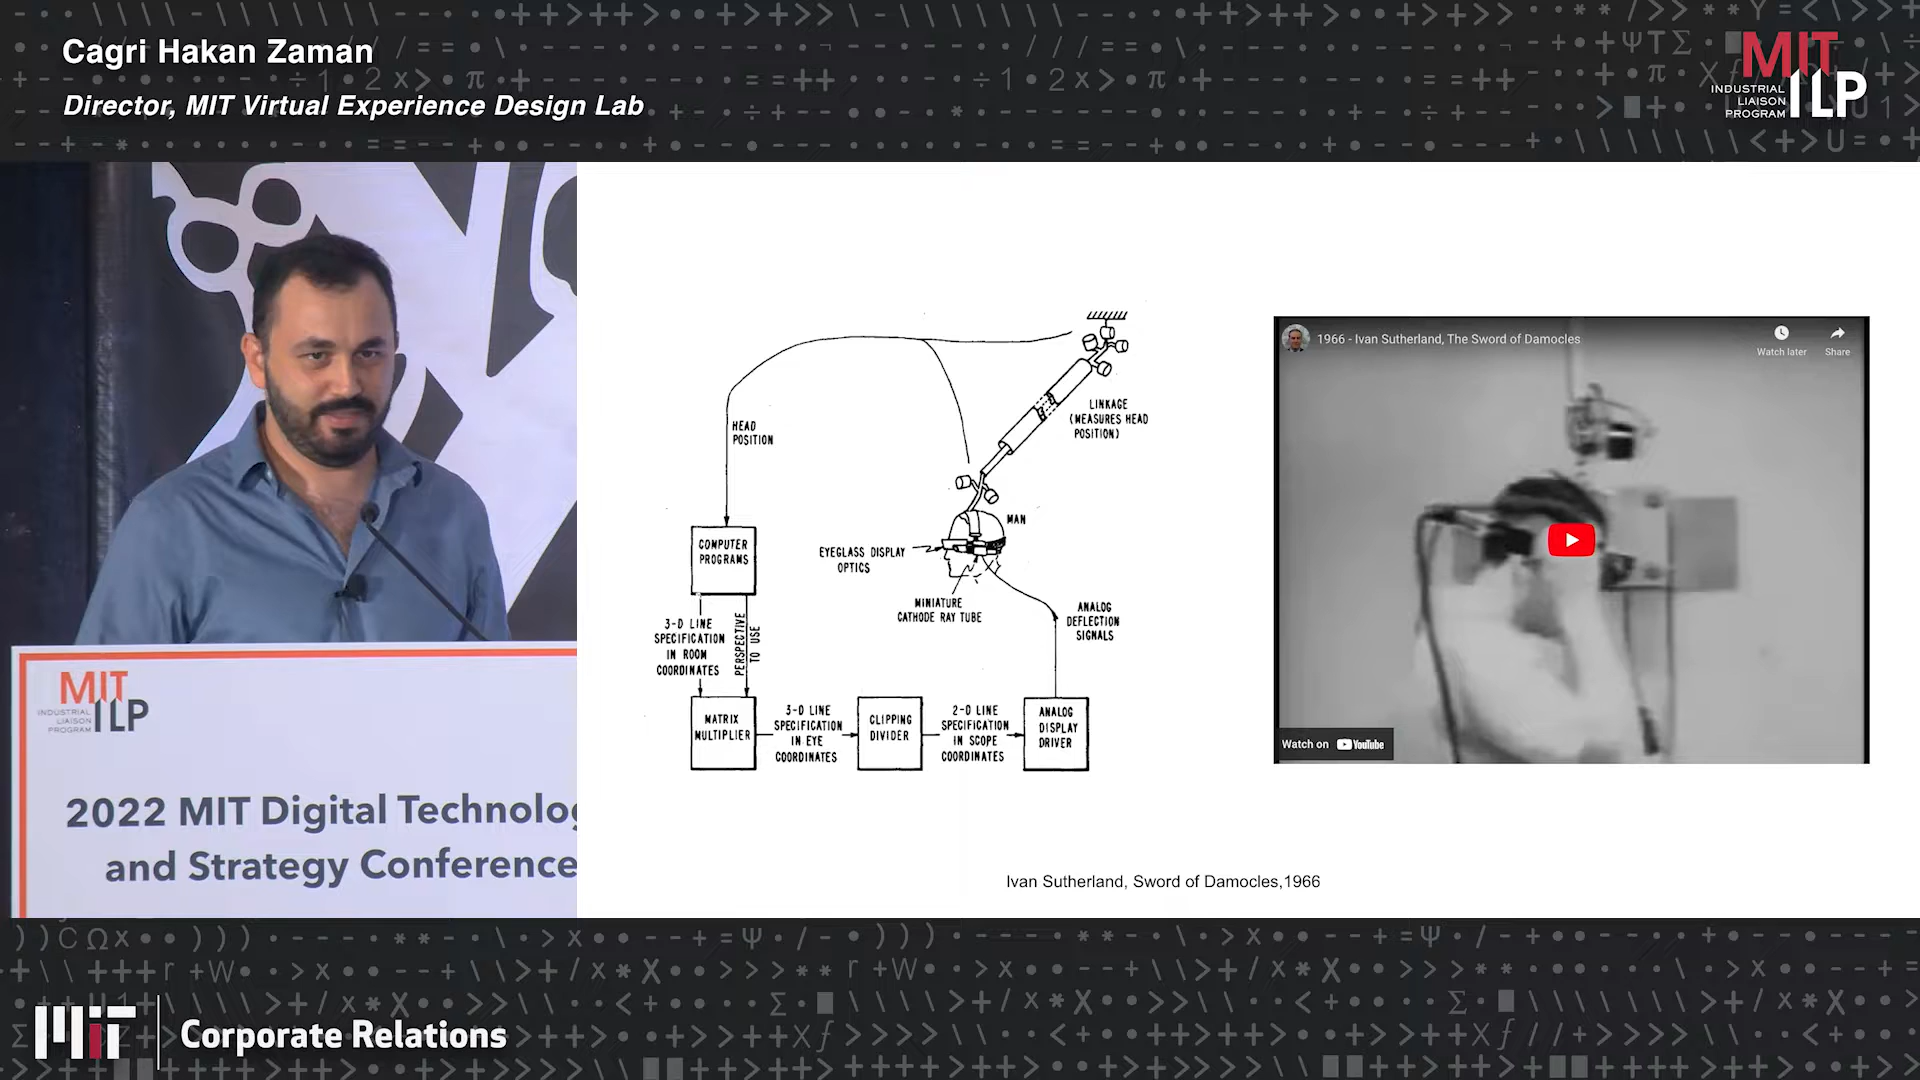 Cagri Hakan Zaman
Director, MIT Virtual Experience Design Lab
MIT
INDUSTRIAL
LIAISON
PROGRAM
ILP
MIT
INDUSTRIAL
LIAISON
PROGRAM
ILP
2022 MIT Digital Technolog
and Strategy Conference
HEAD
POSITION
LINKAGE
(MEASURES HEAD
POSITION)
MAN
EYEGLASS DISPLAY
OPTICS
MINIATURE
CATHODE RAY TUBE
ANALOG
DEFLECTION
SIGNALS
COMPUTER
PROGRAMS
3-D LINE
SPECIFICATION
IN ROOM
COORDINATES
PERSPECTIVE
TO USE
MATRIX
MULTIPLIER
3-D LINE
SPECIFICATION
IN EYE
COORDINATES
CLIPPING
DIVIDER
2-D LINE
SPECIFICATION
IN SCOPE
COORDINATES
ANALOG
DISPLAY
DRIVER
1966 - Ivan Sutherland, The Sword of Damocles
Watch later
Share
Watch on YouTube
Ivan Sutherland, Sword of Damocles,1966
MIT
Corporate Relations